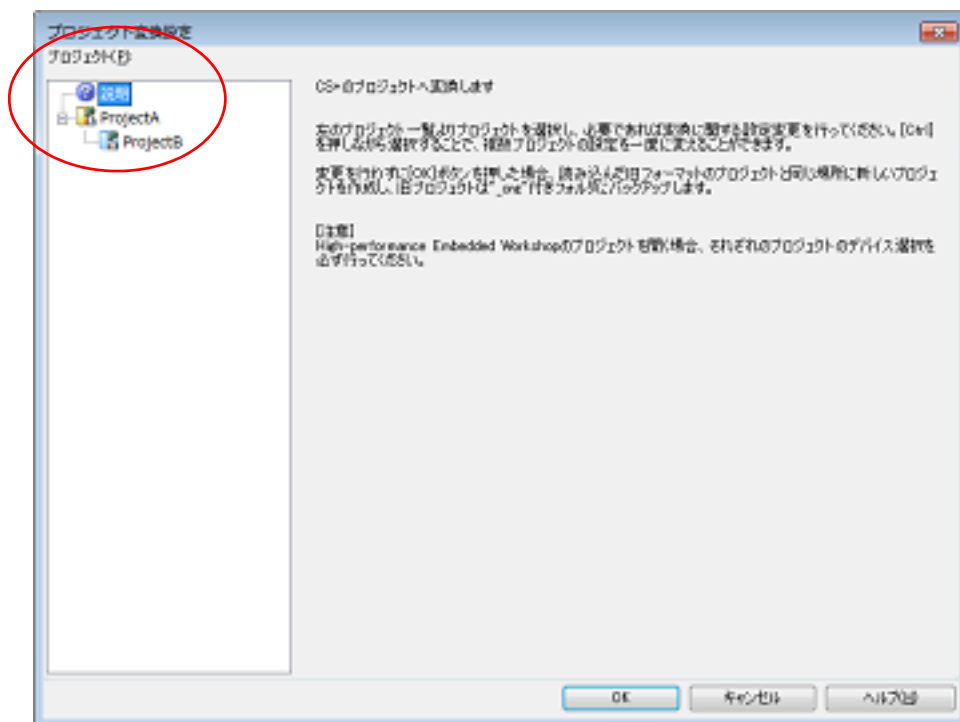 プロジェクト変換設定
プロジェクト(P)
説明
ProjectA
ProjectB
CS+のプロジェクトへ変換します
左のプロジェクト一覧よりプロジェクトを選択し、必要であれば変換に関する設定変更を行ってください。[Ctrl]
を押しながら選択することで、複数プロジェクトの設定を一度に変えることができます。
変更を行わずに[OK]ボタンを押した場合、読み込んだ旧フォーマットのプロジェクトと同じ場所に新しいプロジェ
クトを作成し、旧プロジェクトは"_org"付きフォルダにバックアップします。
【注意】
High-performance Embedded Workshopのプロジェクトを開く場合、それぞれのプロジェクトのデバイス選択を
必ず行ってください。
OK
キャンセル
ヘルプ(H)